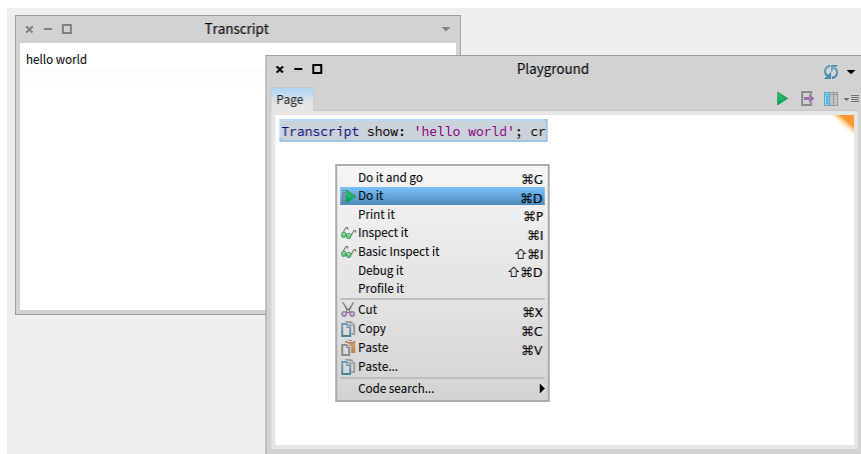 Transcript
hello world
Playground
Page
Transcript show: 'hello world'; cr
Do it and go ⌘G
Do it ⌘D
Print it ⌘P
Inspect it ⌘I
Basic Inspect it ⇧⌘I
Debug it ⇧⌘D
Profile it
Cut ⌘X
Copy ⌘C
Paste ⌘V
Paste...
Code search...